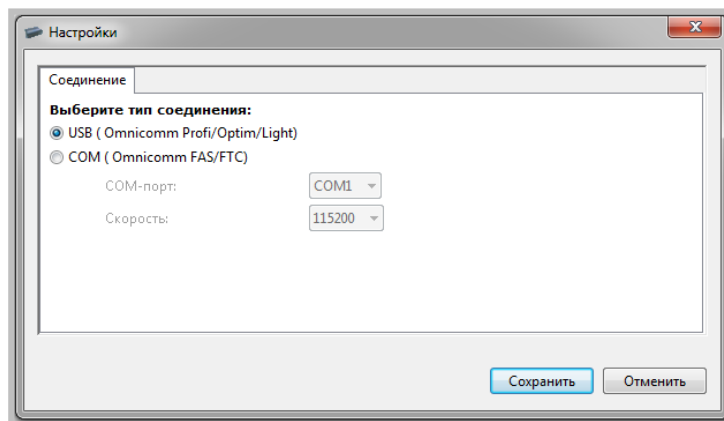 Настройки
Соединение
Выберите тип соединения:
USB ( Omnicomm Profi/Optim/Light)
COM ( Omnicomm FAS/FTC)
COM-порт: COM1
Скорость: 115200
Сохранить Отменить